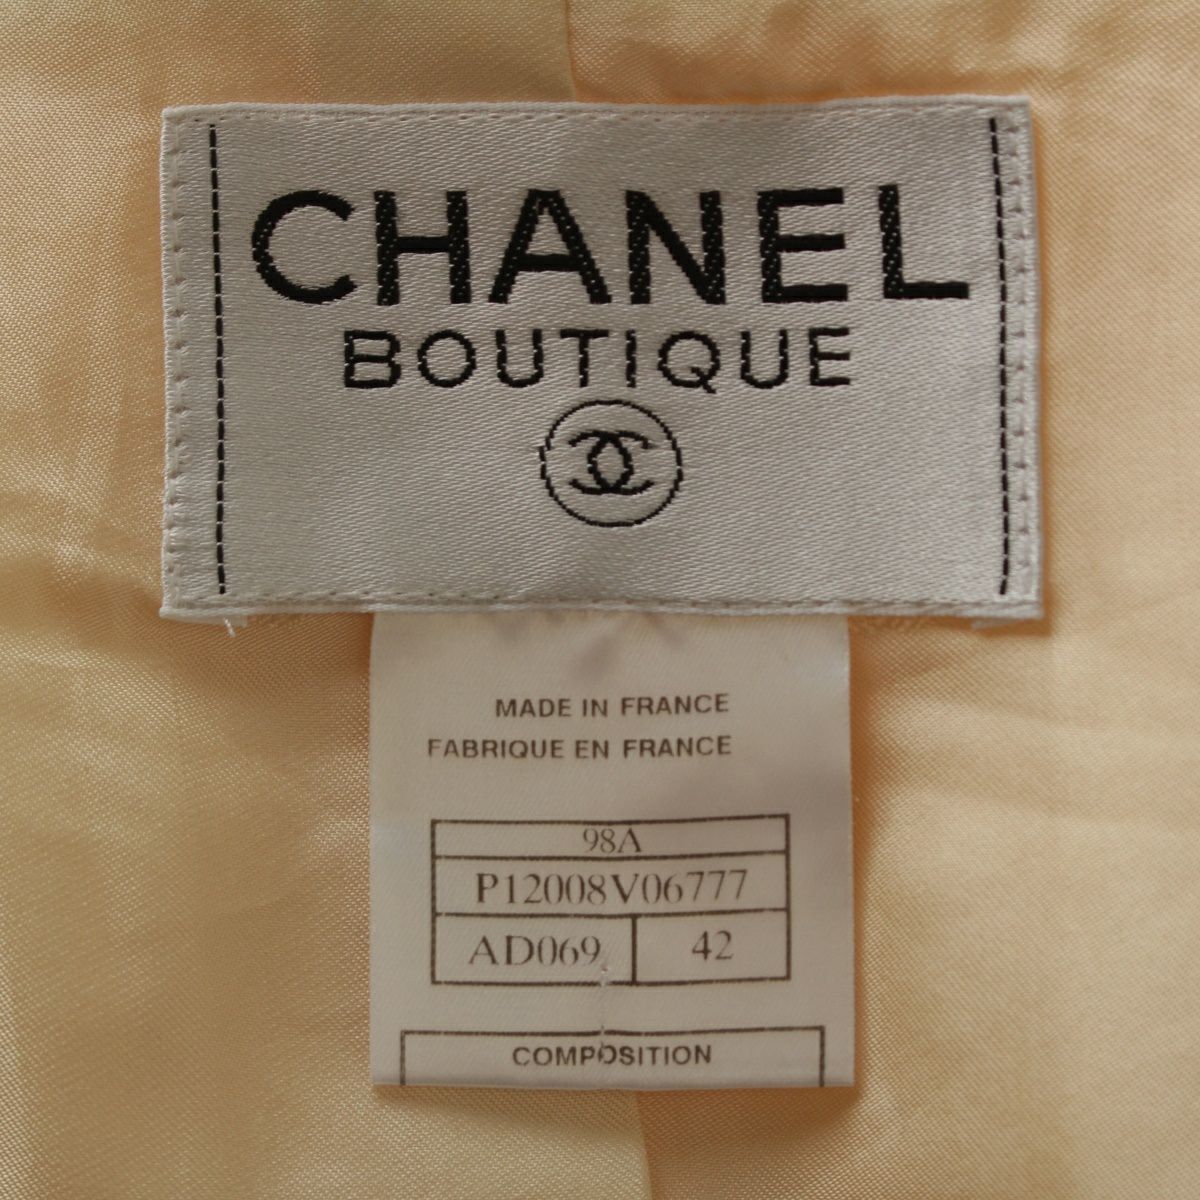 CHANEL
BOUTIQUE
MADE IN FRANCE
FABRIQUE EN FRANCE
98A
P12008V06777
AD069 42
COMPOSITION